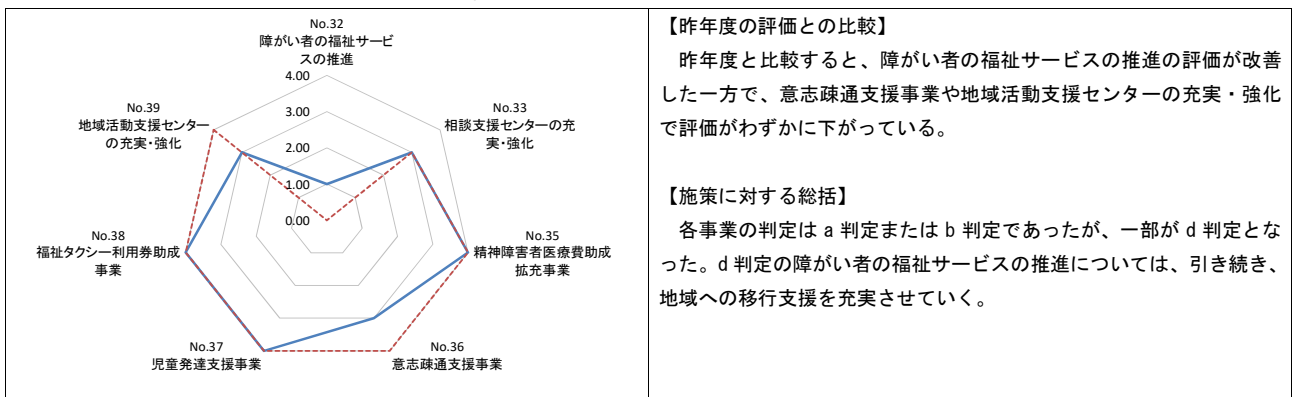 No.32
障がい者の福祉サービ
スの推進
4.00
3.00
2.00
1.00
0.00
No.33
相談支援センターの充
実・強化
No.35
精神障害者医療費助成
拡充事業
No.36
意志疎通支援事業
No.37
児童発達支援事業
No.38
福祉タクシー利用券助成
事業
No.39
地域活動支援センター
の充実・強化
【昨年度の評価との比較】
昨年度と比較すると、障がい者の福祉サービスの推進の評価が改善
した一方で、意志疎通支援事業や地域活動支援センターの充実・強化
で評価がわずかに下がっている。
【施策に対する総括】
各事業の判定は a 判定または b 判定であったが、一部が d 判定とな
った。d 判定の障がい者の福祉サービスの推進については、引き続き、
地域への移行支援を充実させていく。